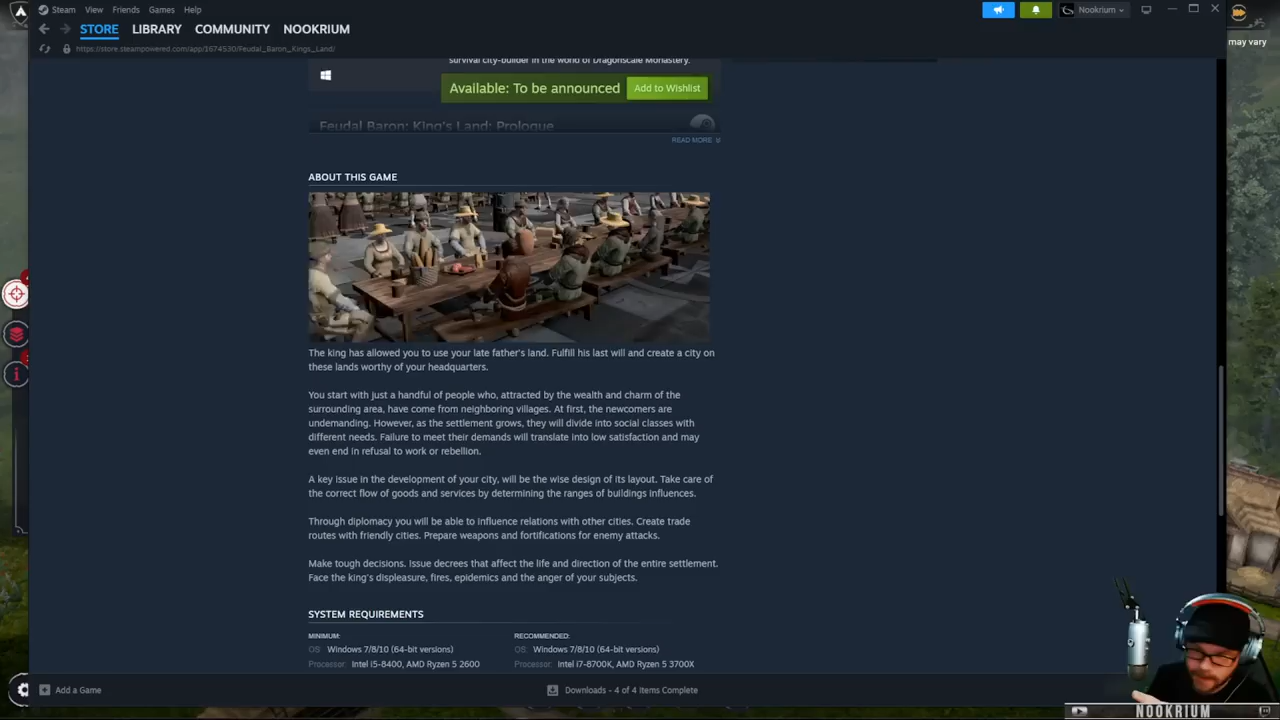 Steam View Friends Games Help
Nookrium
STORE LIBRARY COMMUNITY NOOKRIUM
https://store.steampowered.com/app/1674530/Feudal_Baron_Kings_Land/
may vary
survival city-builder in the world of Dragonscale Monastery.
Available: To be announced Add to Wishlist
Feudal Baron: King's Land: Prologue
READ MORE
ABOUT THIS GAME
The king has allowed you to use your late father's land. Fulfill his last will and create a city on
these lands worthy of your headquarters.
You start with just a handful of people who, attracted by the wealth and charm of the
surrounding area, have come from neighboring villages. At first, the newcomers are
undemanding. However, as the settlement grows, they will divide into social classes with
different needs. Failure to meet their demands will translate into low satisfaction and may
even end in refusal to work or rebellion.
A key issue in the development of your city, will be the wise design of its layout. Take care of
the correct flow of goods and services by determining the ranges of buildings influences.
Through diplomacy you will be able to influence relations with other cities. Create trade
routes with friendly cities. Prepare weapons and fortifications for enemy attacks.
Make tough decisions. Issue decrees that affect the life and direction of the entire settlement.
Face the king's displeasure, fires, epidemics and the anger of your subjects.
SYSTEM REQUIREMENTS
MINIMUM: RECOMMENDED:
OS: Windows 7/8/10 (64-bit versions) OS: Windows 7/8/10 (64-bit versions)
Processor: Intel i5-8400, AMD Ryzen 5 2600 Processor: Intel i7-8700K, AMD Ryzen 5 3700X
Add a Game
Downloads - 4 of 4 Items Complete
NOOKRIUM